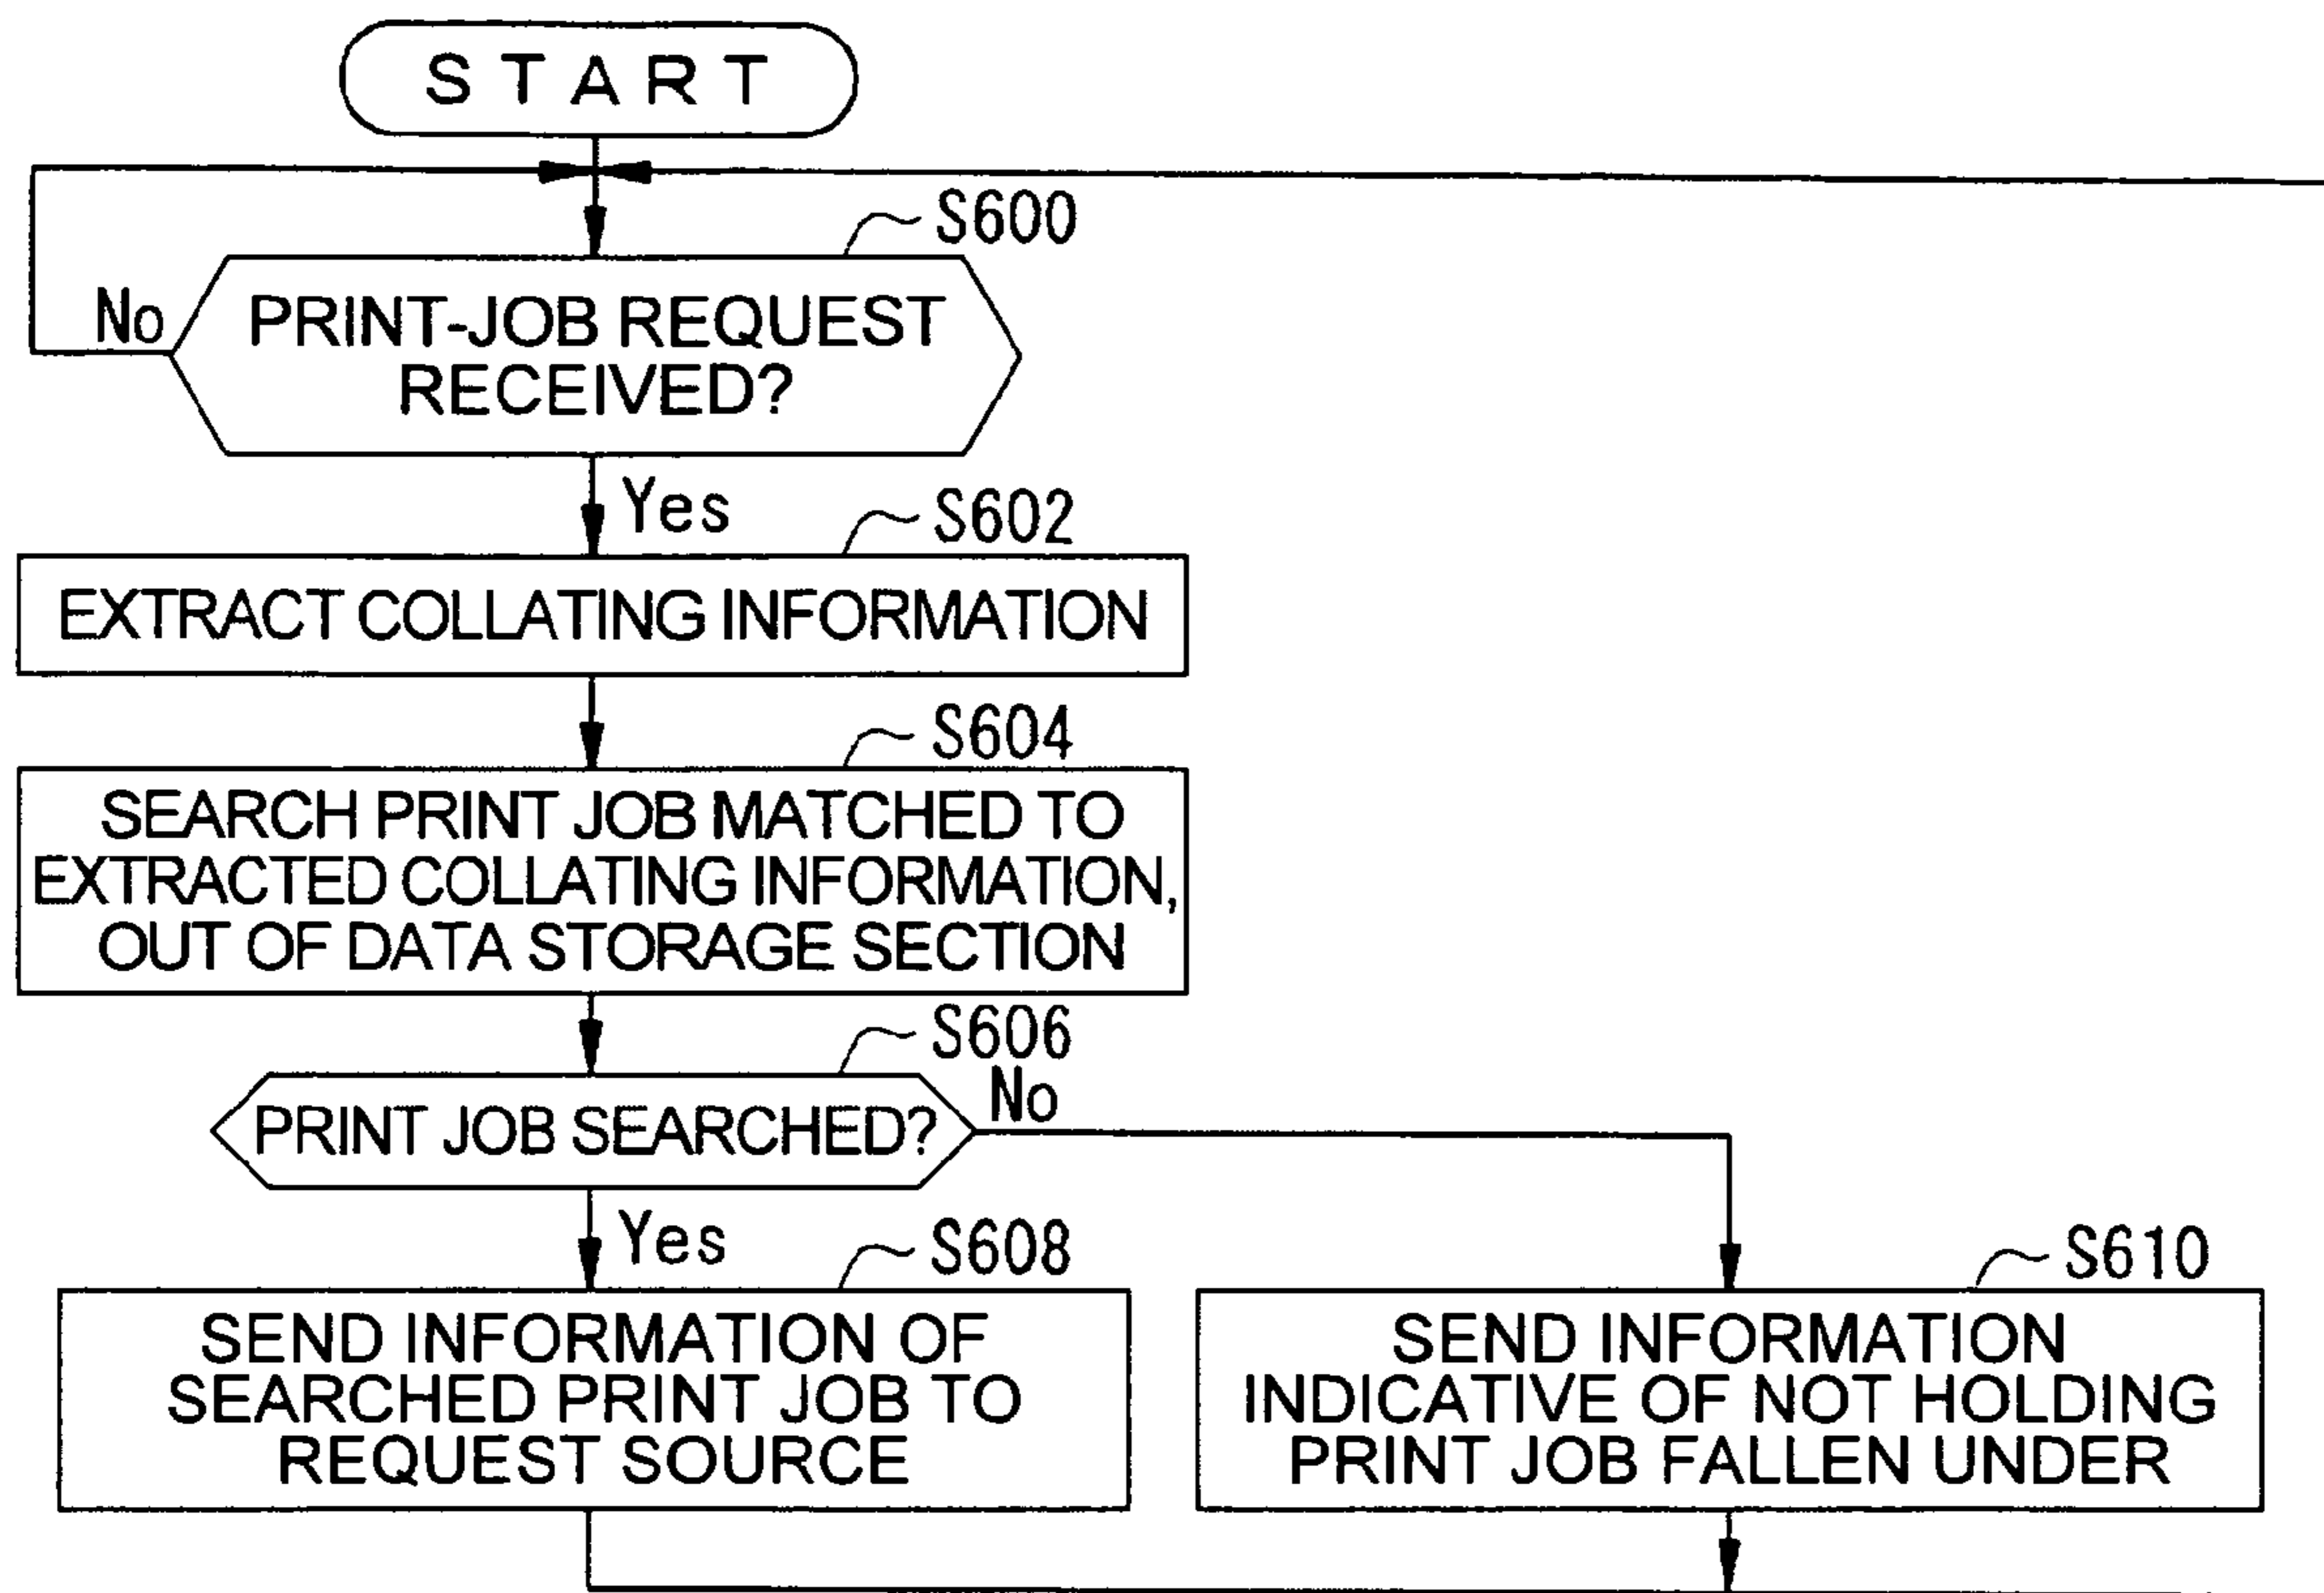 START
S600
No
PRINT-JOB REQUEST
RECEIVED?
Yes
S602
EXTRACT COLLATING INFORMATION
S604
SEARCH PRINT JOB MATCHED TO
EXTRACTED COLLATING INFORMATION,
OUT OF DATA STORAGE SECTION
S606
PRINT JOB SEARCHED?
No
Yes
S608
SEND INFORMATION OF
SEARCHED PRINT JOB TO
REQUEST SOURCE
S610
SEND INFORMATION
INDICATIVE OF NOT HOLDING
PRINT JOB FALLEN UNDER